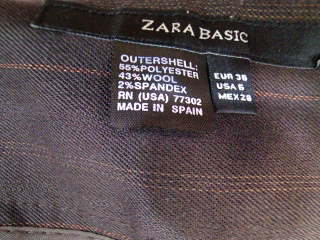 ZARA BASIC
OUTERSHELL:
55%POLYESTER
43%WOOL
2%SPANDEX
RN (USA) 77302
MADE IN SPAIN
EUR 38
USA 6
MEX 28